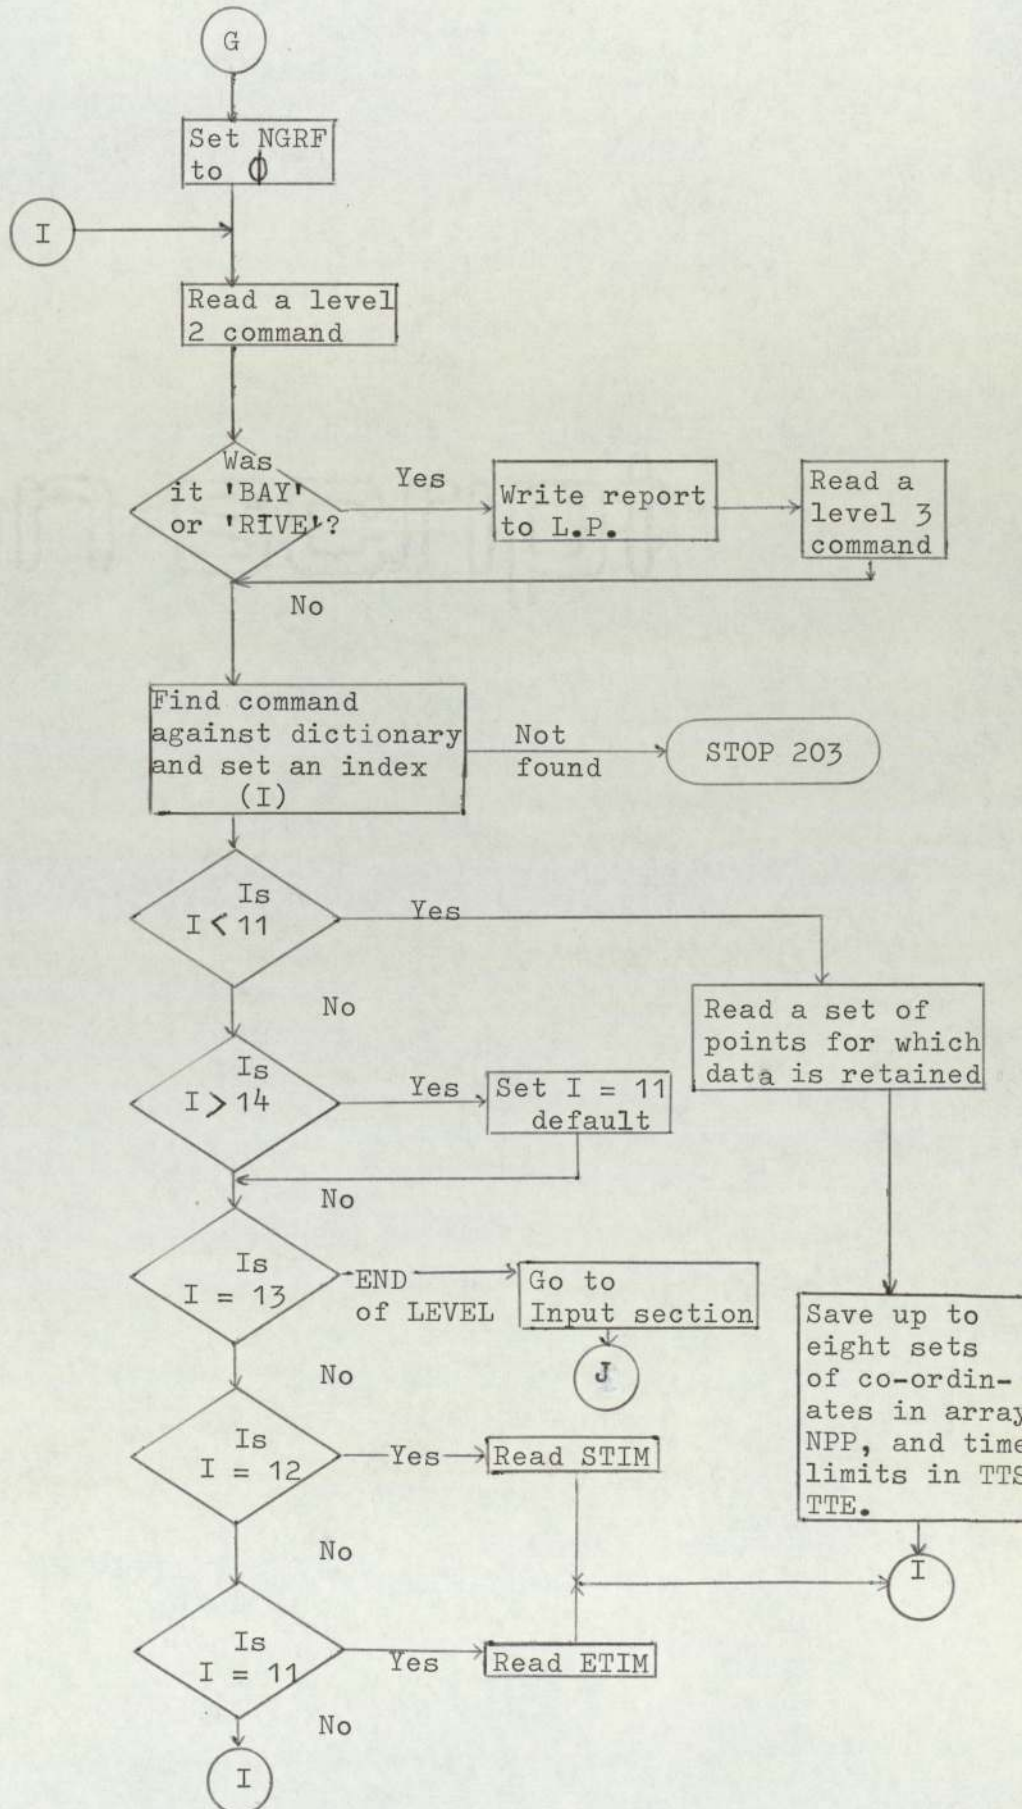 G
Set NGRF
to 0
I
Read a level
2 command
Was
it 'BAY'
or 'RIVE'?
Yes
Write report
to L.P.
Read a
level 3
command
No
Find command
against dictionary
and set an index
(I)
Not
found
STOP 203
Is
I < 11
Yes
No
Read a set of
points for which
data is retained
Is
I > 14
Yes
Set I = 11
default
No
Is
I = 13
END
of LEVEL
Go to
Input section
J
No
Save up to
eight sets
of co-ordin-
ates in array
NPP, and time
limits in TTS
TTE.
I
Is
I = 12
Yes
Read STIM
No
Is
I = 11
Yes
Read ETIM
No
I